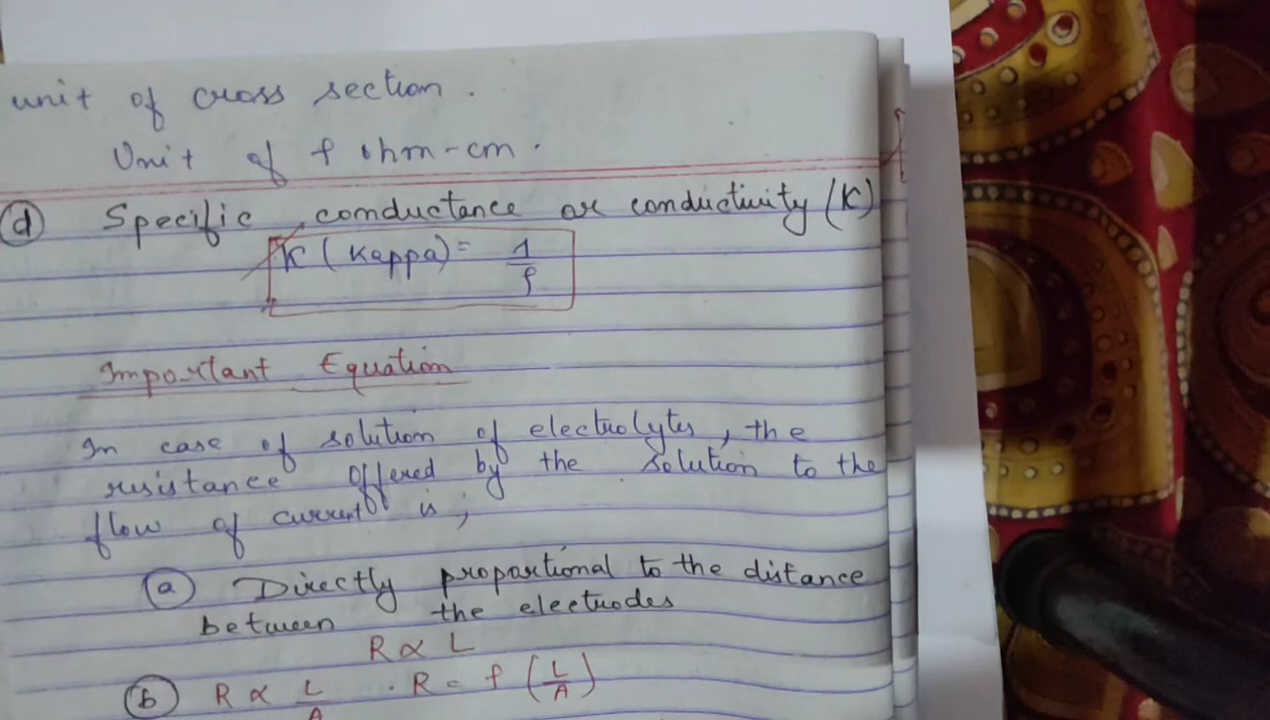 unit of cross section.
Unit of ρ ohm-cm.
(d) Specific conductance or conductivity (K)
K (Kappa) = 1/ρ
Important Equation
In case of solution of electrolytes, the
resistance offered by the solution to the
flow of current is,
(a) Directly proportional to the distance
between the electrodes
R ∝ L
(b) R ∝ L/A . R = ρ (L/A)